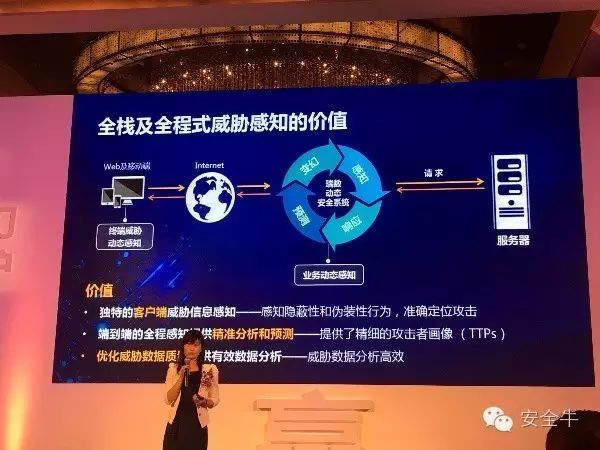 全栈及全程式威胁感知的价值
Web及移动端
Internet
变幻
感知
响应
预测
瑞数
动态
安全系统
请 求
服务器
终端威胁
动态感知
业务动态感知
价值
• 独特的客户端威胁信息感知——感知隐蔽性和伪装性行为，准确定位攻击
• 端到端的全程感知提供精准分析和预测——提供了精细的攻击者画像（TTPs）
• 优化威胁数据质 供有效数据分析——威胁数据分析高效
安全牛